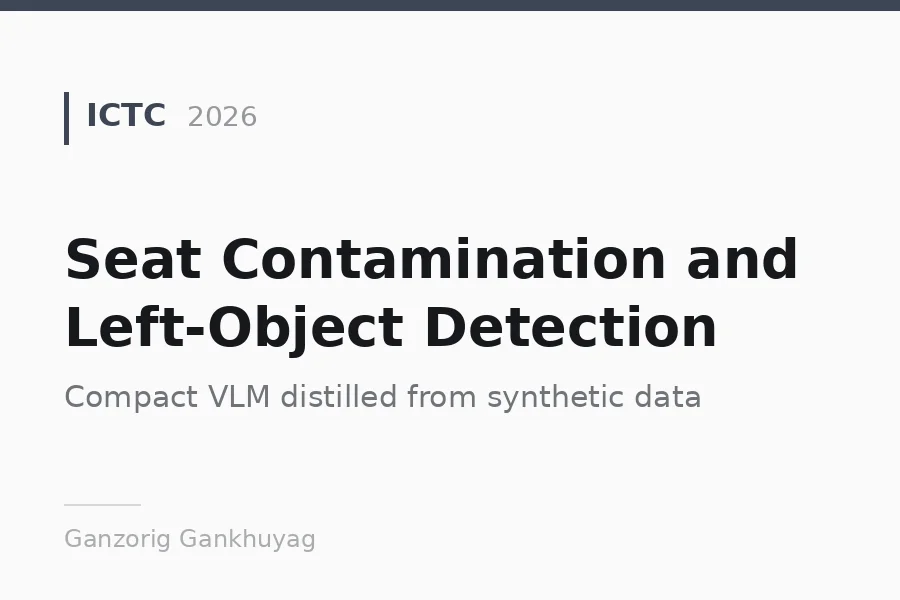 ICTC 2026
Seat Contamination and
Left-Object Detection
Compact VLM distilled from synthetic data
Ganzorig Gankhuyag